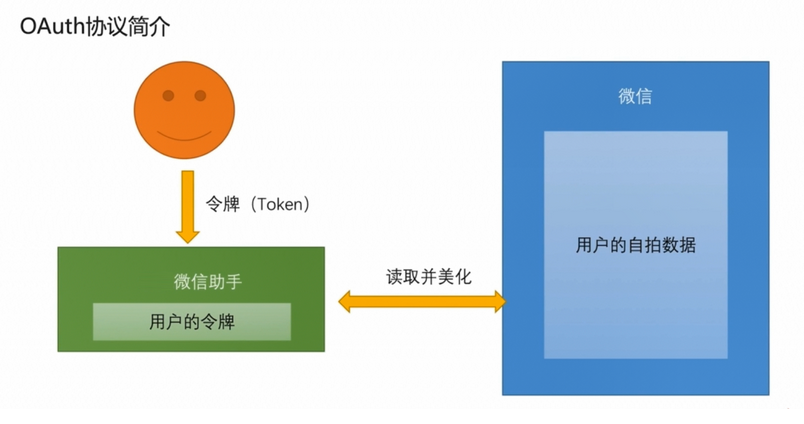 OAuth协议简介
微信
令牌（Token）
用户的自拍数据
微信助手
读取并美化
用户的令牌